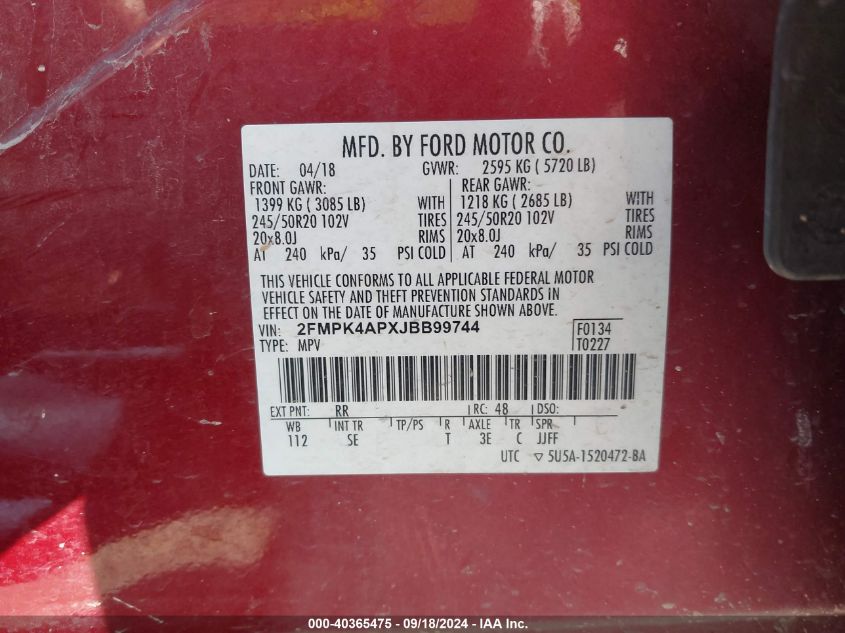 MFD. BY FORD MOTOR CO.
DATE: 04/18 GVWR: 2595 KG ( 5720 LB)
FRONT GAWR: REAR GAWR:
1399 KG ( 3085 LB) WITH 1218 KG ( 2685 LB) WITH
245/50R20 102V TIRES 245/50R20 102V TIRES
20x8.0J RIMS 20x8.0J RIMS
AT 240 kPa/ 35 PSI COLD AT 240 kPa/ 35 PSI COLD
THIS VEHICLE CONFORMS TO ALL APPLICABLE FEDERAL MOTOR
VEHICLE SAFETY AND THEFT PREVENTION STANDARDS IN
EFFECT ON THE DATE OF MANUFACTURE SHOWN ABOVE.
VIN: 2FMPK4APXJBB99744 F0134
TYPE: MPV T0227
EXT PNT: RR RC: 48 DSO:
WB INT TR TP/PS R AXLE TR SPR
112 SE T 3E C JJFF
UTC ▽ 5U5A-1520472-BA
000-40365475 - 09/18/2024 - IAA Inc.